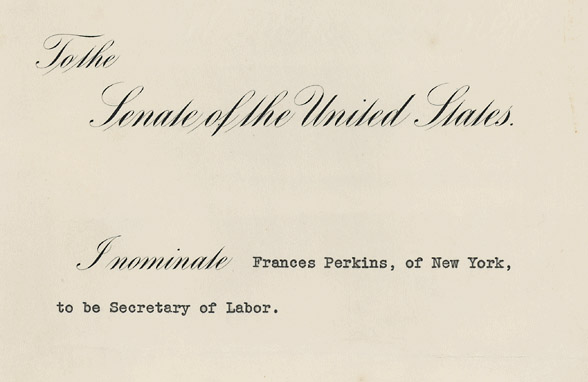 To the
Senate of the United States.
I nominate Frances Perkins, of New York,
to be Secretary of Labor.